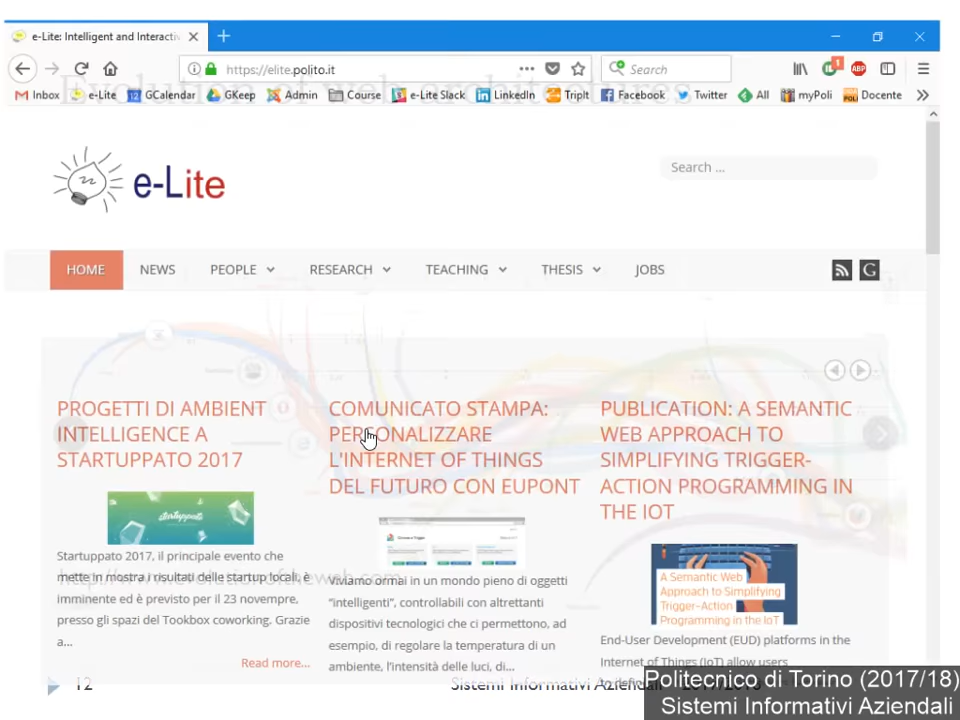 e-Lite: Intelligent and Interactiv
https://elite.polito.it
Search
Evolution of web architectures
Inbox e-Lite GCalendar GKeep Admin Course e-Lite Slack LinkedIn TripIt Facebook Twitter All myPoli Docente
e-Lite
Search ...
HOME NEWS PEOPLE RESEARCH TEACHING THESIS JOBS
PROGETTI DI AMBIENT
INTELLIGENCE A
STARTUPPATO 2017
startuppato
Startuppato 2017, il principale evento che
mette in mostra i risultati delle startup locali, è
imminente ed è previsto per il 23 novembre,
presso gli spazi del Toolbox coworking. Grazie
a...
Read more...
COMUNICATO STAMPA:
PERSONALIZZARE
L'INTERNET OF THINGS
DEL FUTURO CON EUPONT
Viviamo ormai in un mondo pieno di oggetti
“intelligenti”, controllabili con altrettanti
dispositivi tecnologici che ci permettono, ad
esempio, di regolare la temperatura di un
ambiente, l'intensità delle luci, di...
PUBLICATION: A SEMANTIC
WEB APPROACH TO
SIMPLIFYING TRIGGER-
ACTION PROGRAMMING IN
THE IOT
A Semantic Web
Approach to Simplifying
Trigger-Action
Programming in the IoT
End-User Development (EUD) platforms in the
Internet of Things (IoT) allow users
12
Sistemi Informativi Aziendali
Politecnico di Torino (2017/18)
Sistemi Informativi Aziendali